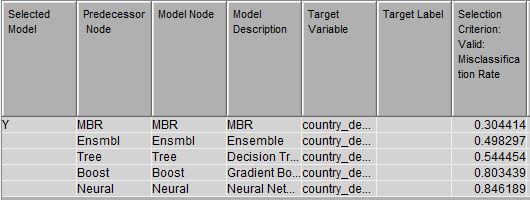 Selected Model Predecessor Node Model Node Model Description Target Variable Target Label Selection Criterion: Valid: Misclassifica tion Rate
Y MBR MBR MBR country_de... 0.304414
Ensmbl Ensmbl Ensemble country_de... 0.498297
Tree Tree Decision Tr... country_de... 0.544454
Boost Boost Gradient Bo... country_de... 0.803439
Neural Neural Neural Net... country_de... 0.846189